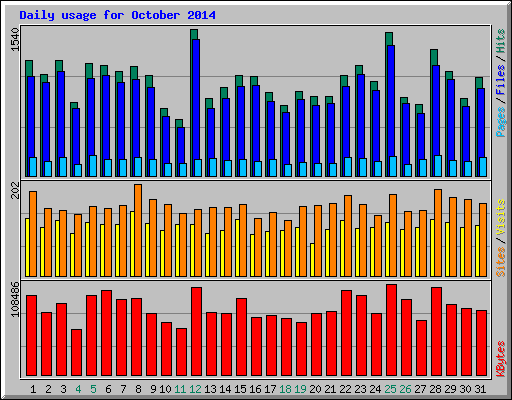 Daily usage for October 2014
1540
Pages / Files / Hits
202
Sites / Visits
108486
KBytes
1 2 3 4 5 6 7 8 9 10 11 12 13 14 15 16 17 18 19 20 21 22 23 24 25 26 27 28 29 30 31